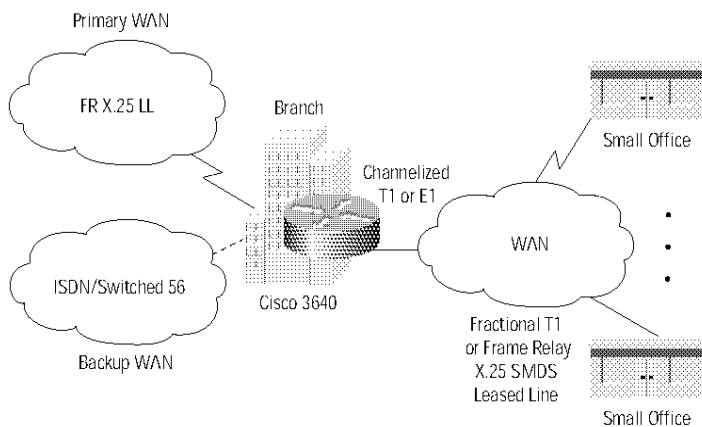 Primary WAN
FR X.25 LL
Branch
Channelized
T1 or E1
Small Office
WAN
ISDN/Switched 56
Cisco 3640
Backup WAN
Fractional T1
or Frame Relay
X.25 SMDS
Leased Line
Small Office